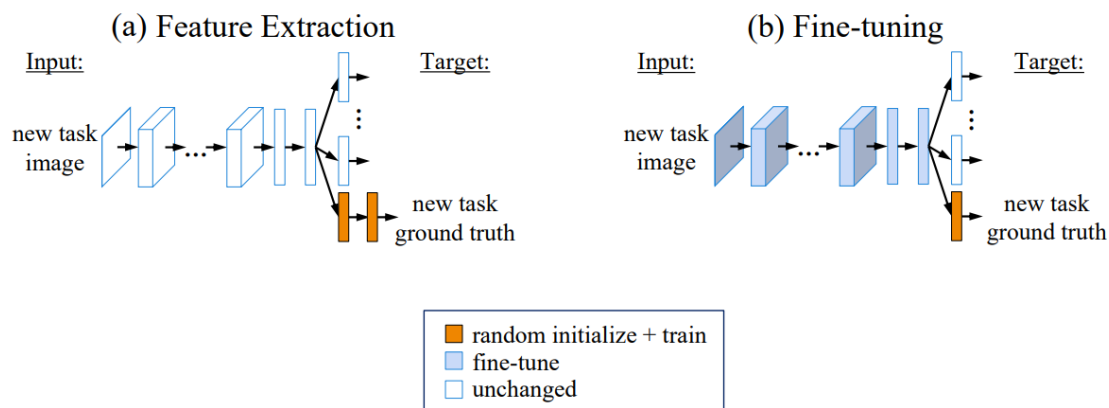 (a) Feature Extraction
Input:
Target:
new task
image
...
...
new task
ground truth
(b) Fine-tuning
Input:
Target:
new task
image
...
...
new task
ground truth
random initialize + train
fine-tune
unchanged